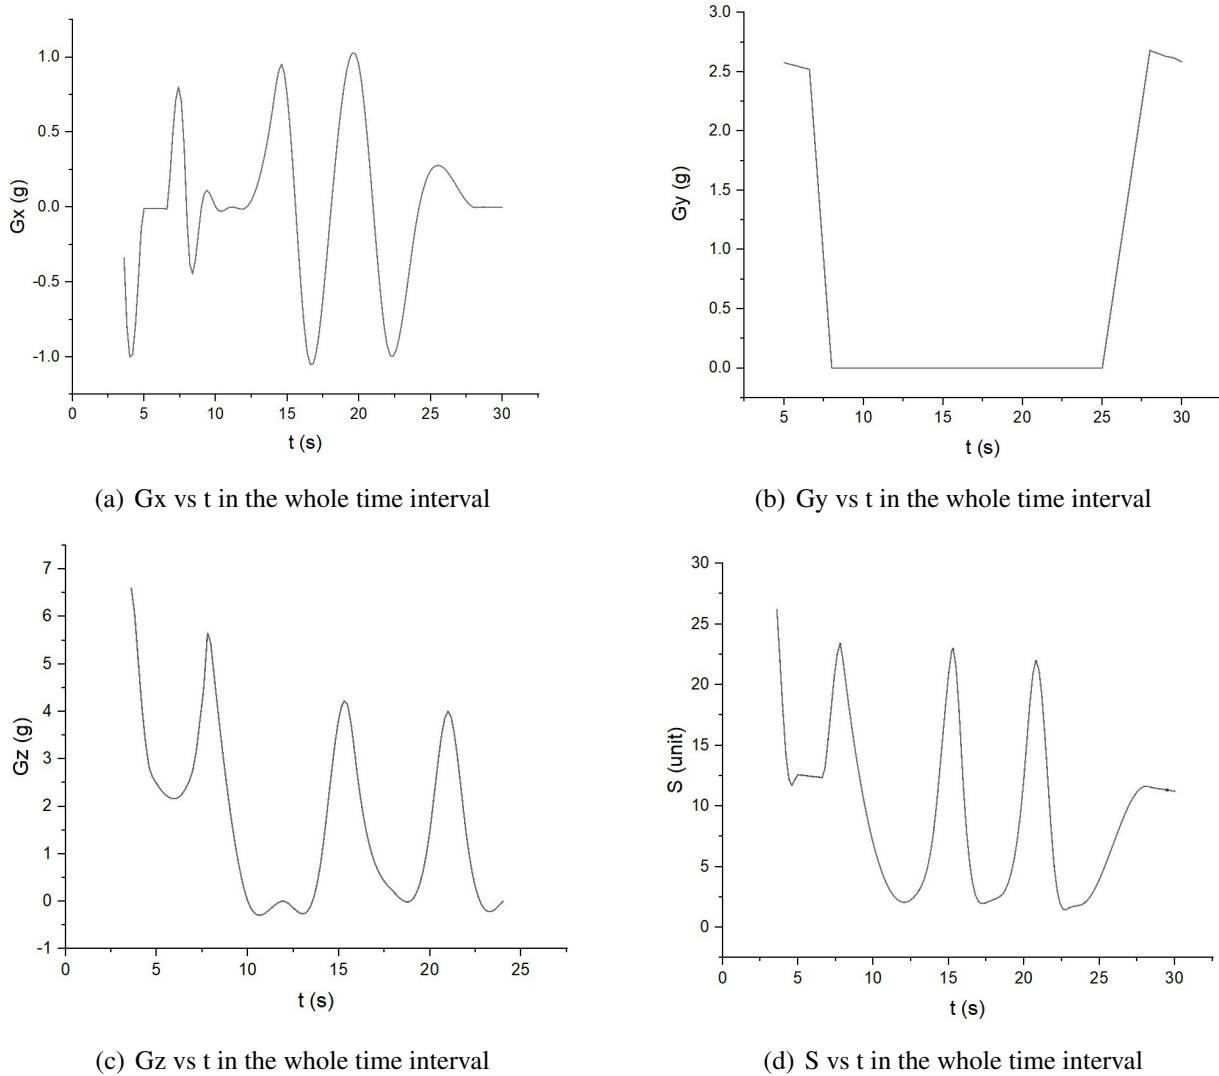 1.0
0.5
0.0
-0.5
-1.0
Gx (g)
0 5 10 15 20 25 30
t (s)
(a) Gx vs t in the whole time interval
3.0
2.5
2.0
1.5
1.0
0.5
0.0
Gy (g)
5 10 15 20 25 30
t (s)
(b) Gy vs t in the whole time interval
7
6
5
4
3
2
1
0
-1
Gz (g)
0 5 10 15 20 25
t (s)
(c) Gz vs t in the whole time interval
30
25
20
15
10
5
0
S (unit)
0 5 10 15 20 25 30
t (s)
(d) S vs t in the whole time interval